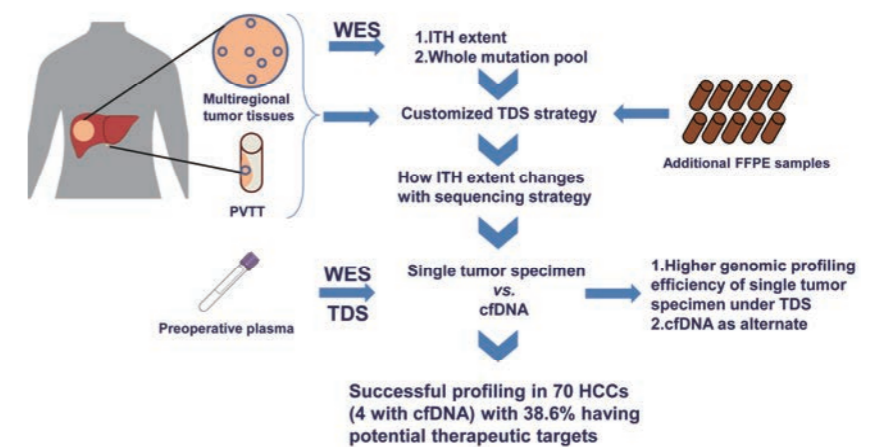 WES
1.ITH extent
2.Whole mutation pool
Multiregional
tumor tissues
Customized TDS strategy
Additional FFPE samples
PVTT
How ITH extent changes
with sequencing strategy
WES
TDS
Preoperative plasma
Single tumor specimen
vs.
cfDNA
1.Higher genomic profiling
efficiency of single tumor
specimen under TDS
2.cfDNA as alternate
Successful profiling in 70 HCCs
(4 with cfDNA) with 38.6% having
potential therapeutic targets